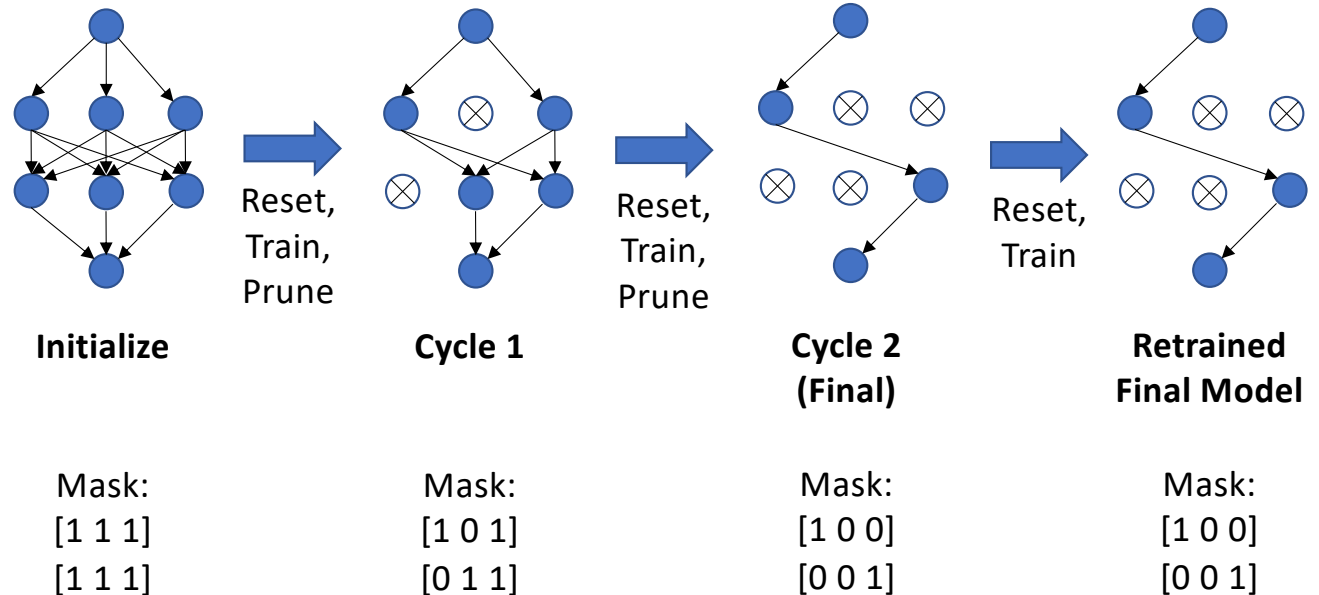 Reset,
Train,
Prune
Reset,
Train,
Prune
Reset,
Train
Initialize
Cycle 1
Cycle 2
(Final)
Retrained
Final Model
Mask:
[1 1 1]
[1 1 1]
Mask:
[1 0 1]
[0 1 1]
Mask:
[1 0 0]
[0 0 1]
Mask:
[1 0 0]
[0 0 1]